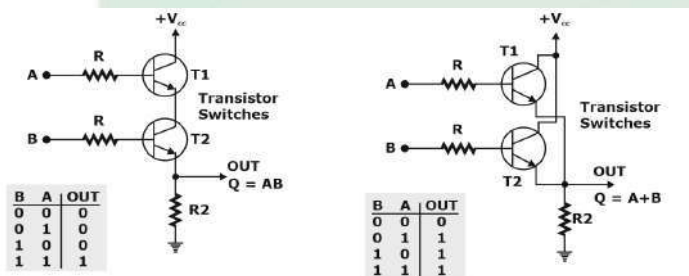 +Vcc
R
A
T1
Transistor
Switches
R
B
T2
OUT
Q = AB
R2
B A OUT
0 0 0
0 1 0
1 0 0
1 1 1
+Vcc
T1
R
A
Transistor
Switches
R
B
T2
OUT
Q = A+B
R2
B A OUT
0 0 0
0 1 1
1 0 1
1 1 1